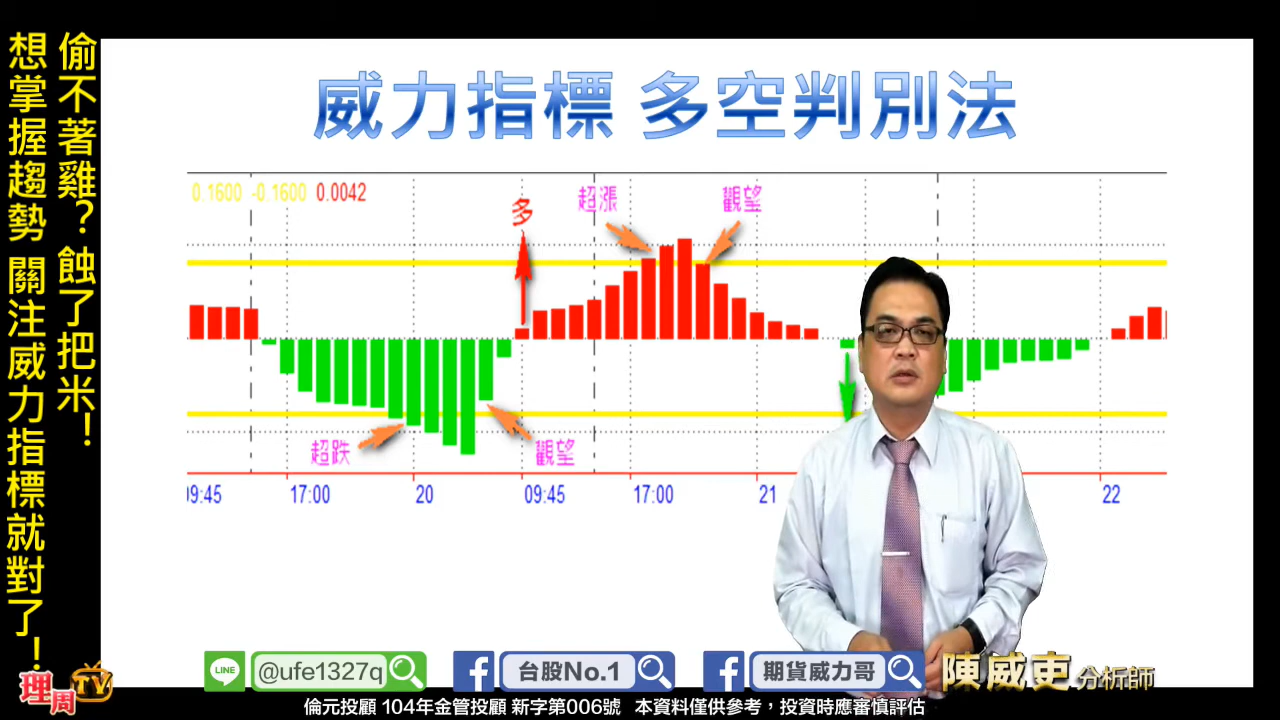 偷不著雞？蝕了把米！
想掌握趨勢 關注威力指標就對了！
威力指標 多空判別法
0.1600 -0.1600 0.0042
多
超漲
觀望
超跌
觀望
09:45 17:00 20 09:45 17:00 21 22
LINE @ufe1327q
台股No.1
期貨威力哥
陳威吏 分析師
理周TV
倫元投顧 104年金管投顧 新字第006號 本資料僅供參考，投資時應審慎評估